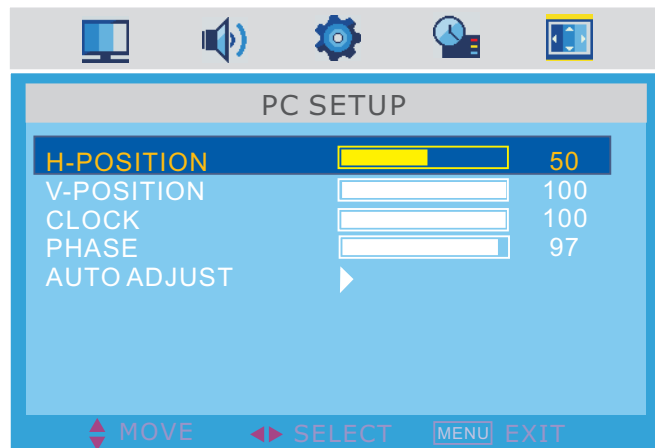 PC SETUP
H-POSITION 50
V-POSITION 100
CLOCK 100
PHASE 97
AUTO ADJUST
MOVE SELECT MENU EXIT